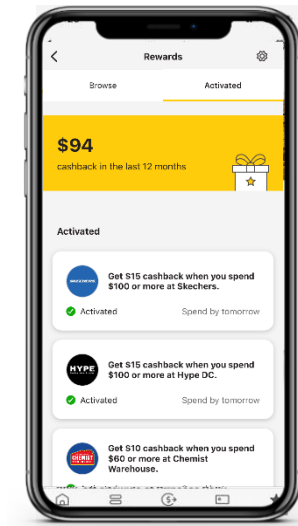 Rewards
Browse
Activated
$94
cashback in the last 12 months
Activated
SKECHERS
Get $15 cashback when you spend
$100 or more at Skechers.
Activated
Spend by tomorrow
HYPE
Get $15 cashback when you spend
$100 or more at Hype DC.
Activated
Spend by tomorrow
CHEMIST
Get $10 cashback when you spend
$60 or more at Chemist
Warehouse.